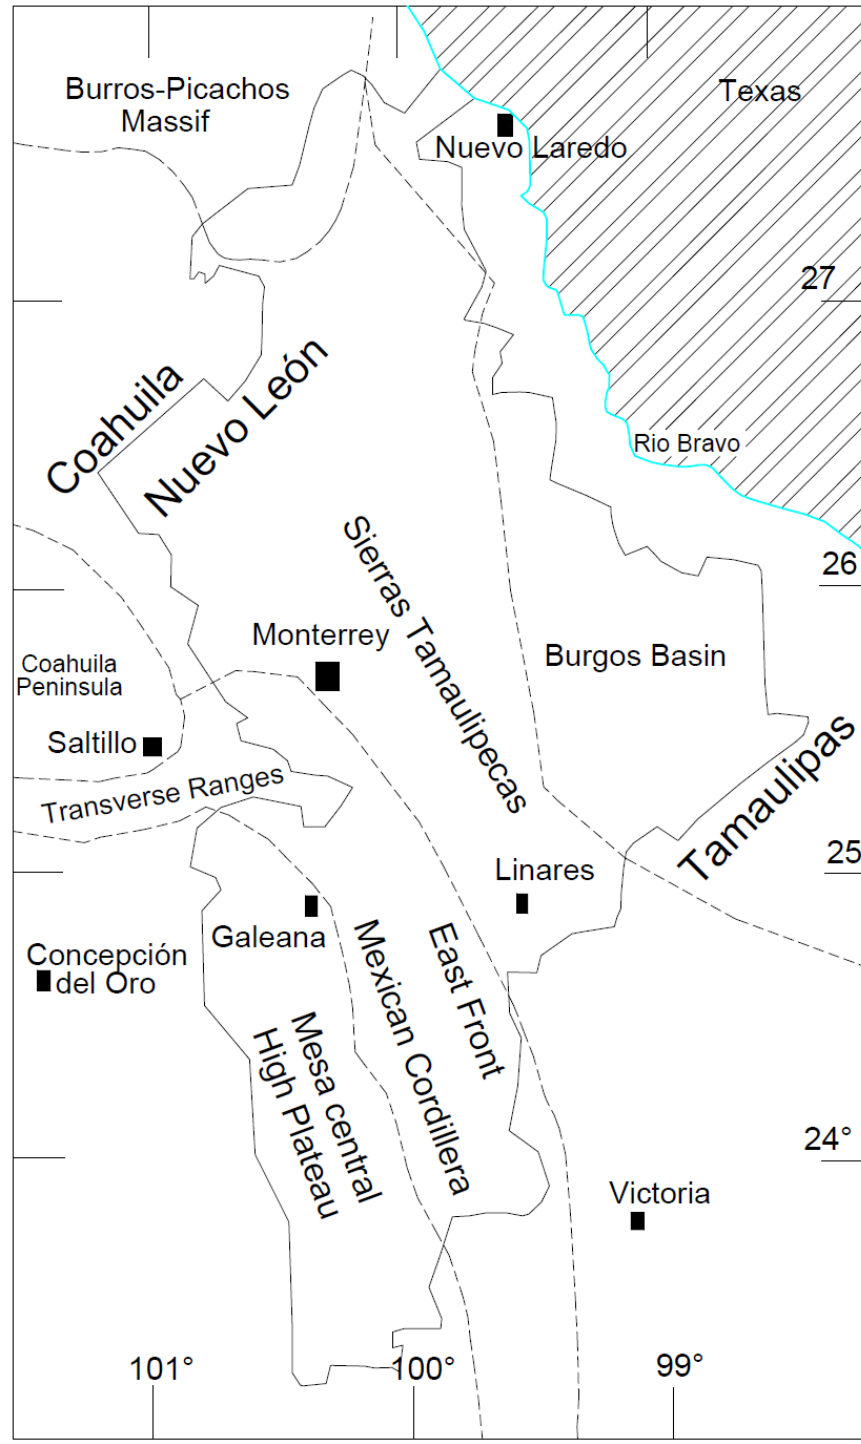 Burros-Picachos
Massif
Texas
Nuevo Laredo
27
Coahuila
Nuevo León
Rio Bravo
Sierras Tamaulipecas
26
Monterrey
Coahuila
Peninsula
Burgos Basin
Saltillo
Transverse Ranges
Tamaulipas
Linares
25
Galeana
Concepción
del Oro
East Front
Mexican Cordillera
Mesa central
High Plateau
24°
Victoria
101°
100°
99°